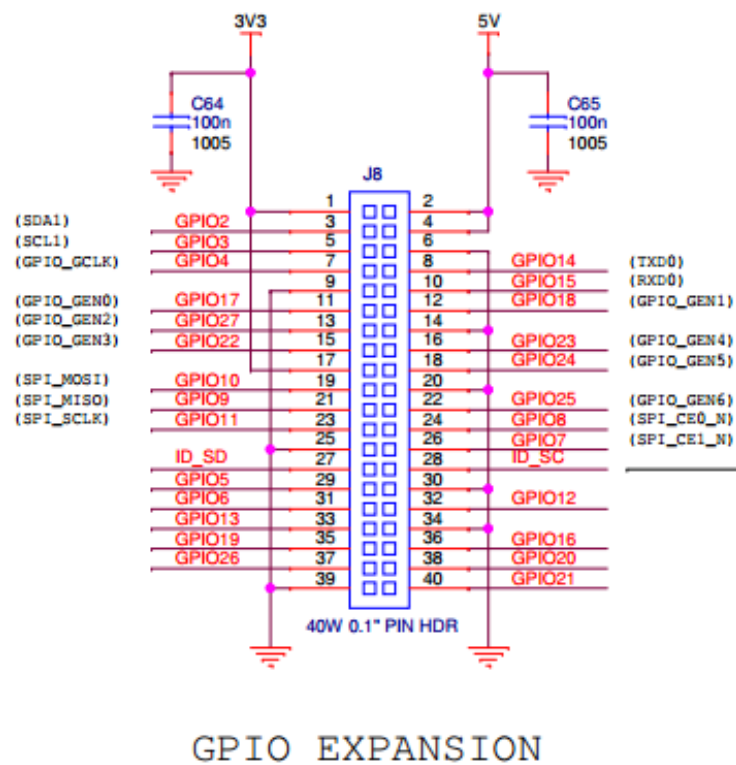 3V3 5V
C64 C65
100n 100n
1005 1005
J8
1 2
(SDA1) GPIO2 3 4
(SCL1) GPIO3 5 6
(GPIO_GCLK) GPIO4 7 8 GPIO14 (TXD0)
9 10 GPIO15 (RXD0)
(GPIO_GEN0) GPIO17 11 12 GPIO18 (GPIO_GEN1)
(GPIO_GEN2) GPIO27 13 14
(GPIO_GEN3) GPIO22 15 16 GPIO23 (GPIO_GEN4)
17 18 GPIO24 (GPIO_GEN5)
(SPI_MOSI) GPIO10 19 20
(SPI_MISO) GPIO9 21 22 GPIO25 (GPIO_GEN6)
(SPI_SCLK) GPIO11 23 24 GPIO8 (SPI_CE0_N)
25 26 GPIO7 (SPI_CE1_N)
ID_SD 27 28 ID_SC
GPIO5 29 30
GPIO6 31 32 GPIO12
GPIO13 33 34
GPIO19 35 36 GPIO16
GPIO26 37 38 GPIO20
39 40 GPIO21
40W 0.1" PIN HDR
GPIO EXPANSION